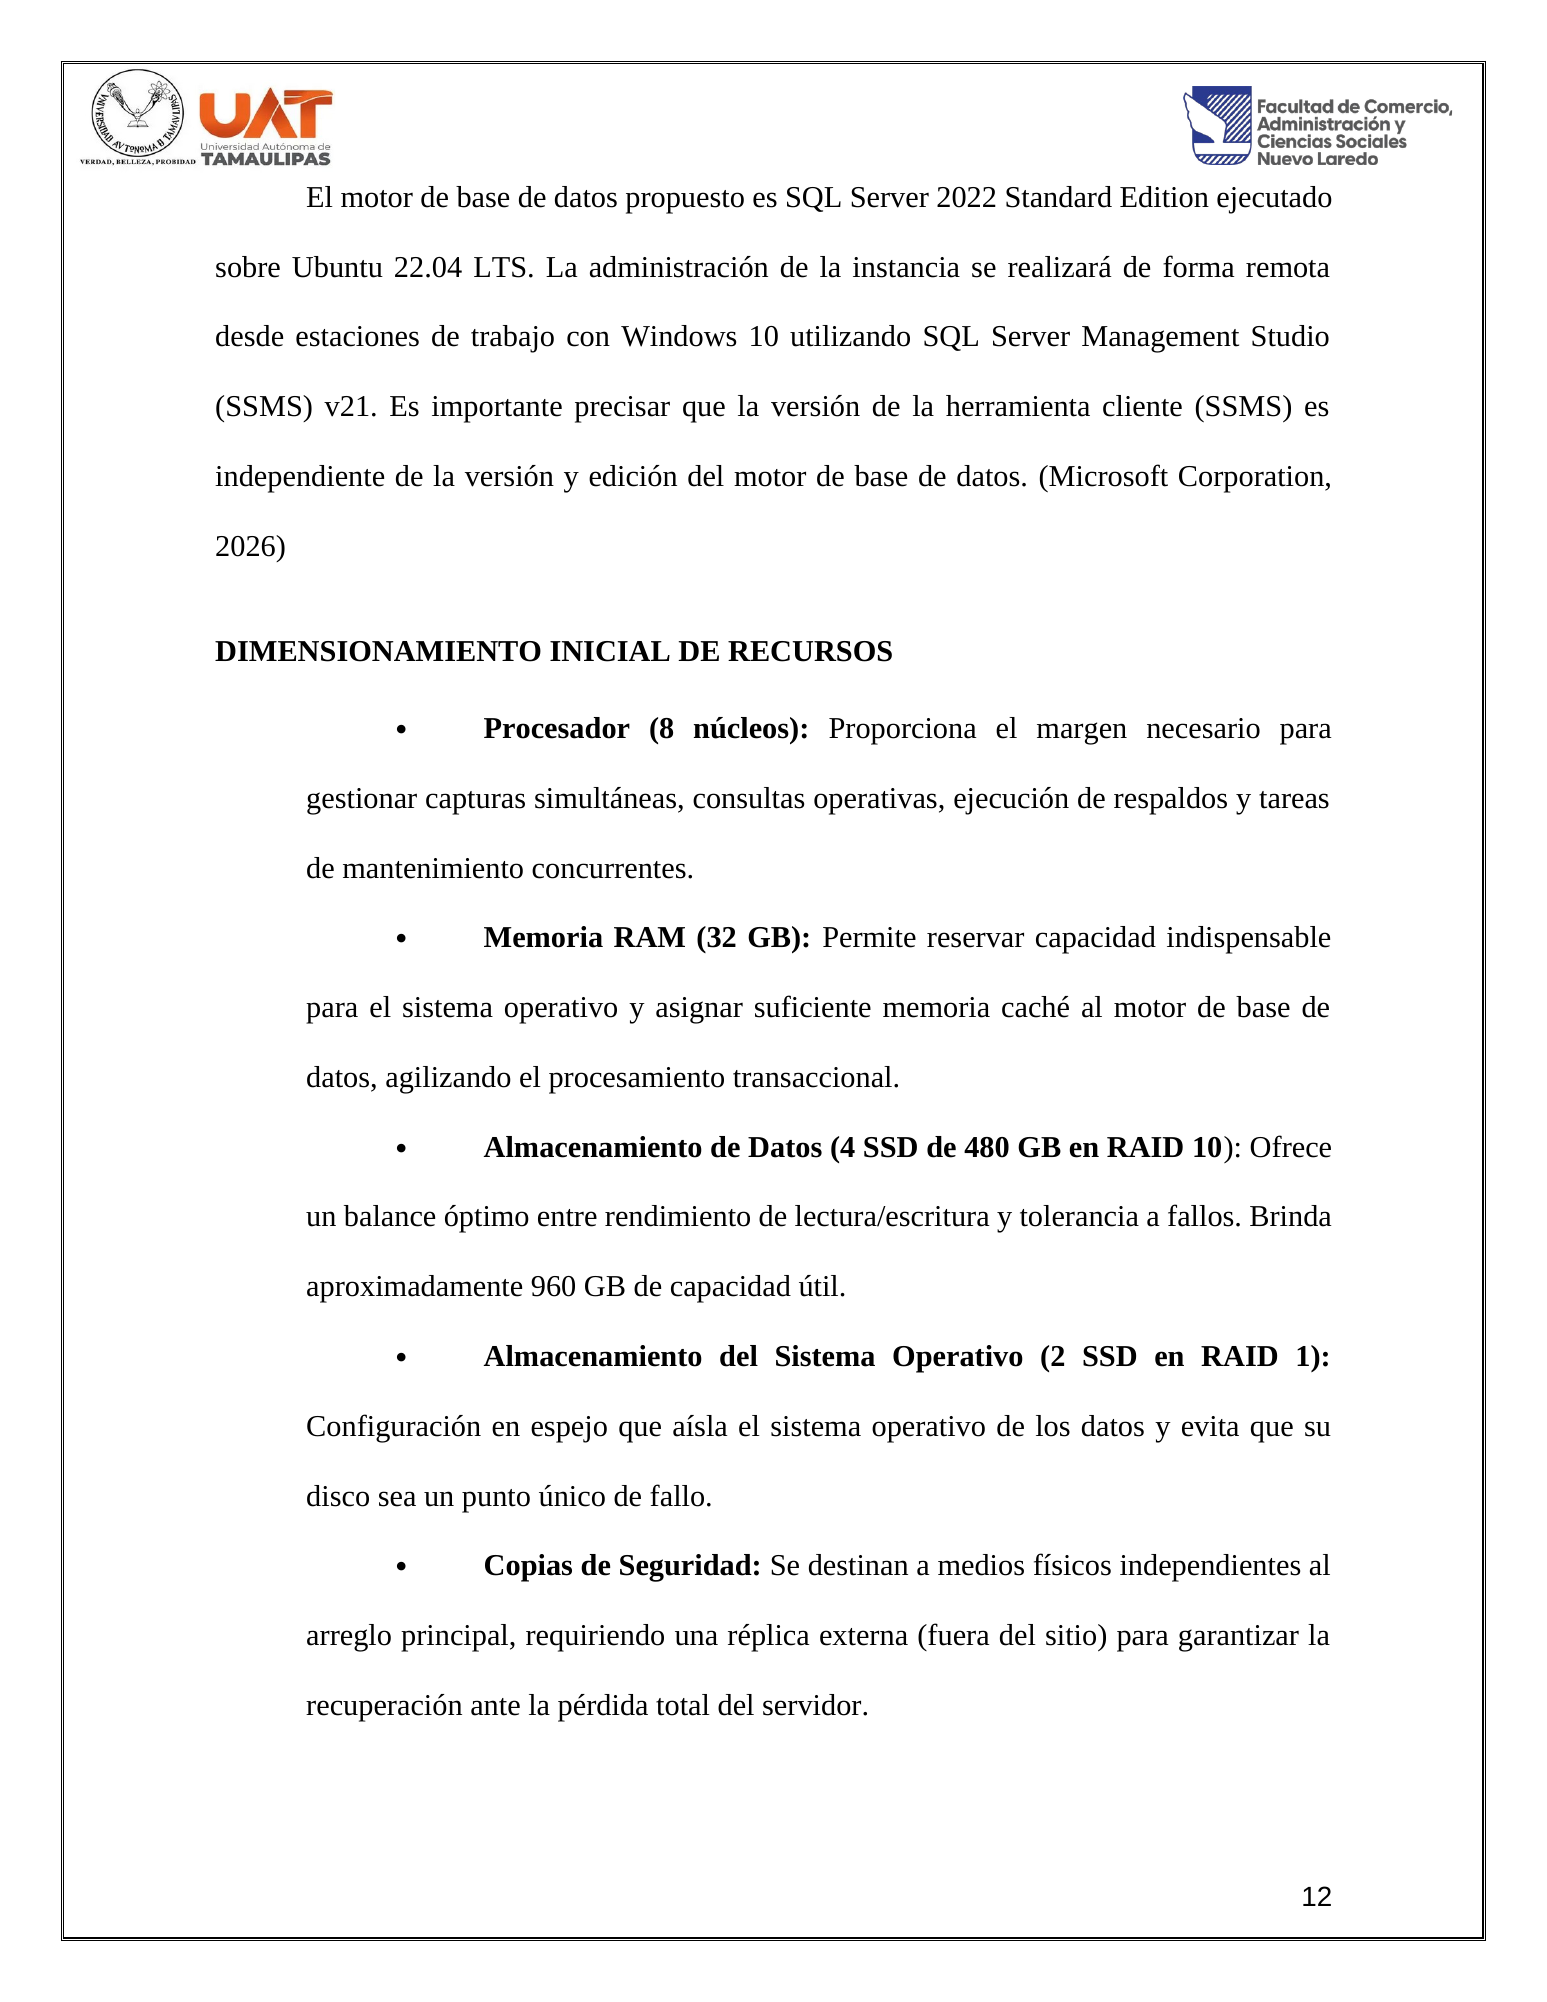 UNIVERSIDAD AVTONOMA D TAMAVLIPAS
VERDAD, BELLEZA, PROBIDAD
UAT
Universidad Autónoma de
TAMAULIPAS
Facultad de Comercio,
Administración y
Ciencias Sociales
Nuevo Laredo
El motor de base de datos propuesto es SQL Server 2022 Standard Edition ejecutado
sobre Ubuntu 22.04 LTS. La administración de la instancia se realizará de forma remota
desde estaciones de trabajo con Windows 10 utilizando SQL Server Management Studio
(SSMS) v21. Es importante precisar que la versión de la herramienta cliente (SSMS) es
independiente de la versión y edición del motor de base de datos. (Microsoft Corporation,
2026)
DIMENSIONAMIENTO INICIAL DE RECURSOS
• Procesador (8 núcleos): Proporciona el margen necesario para
gestionar capturas simultáneas, consultas operativas, ejecución de respaldos y tareas
de mantenimiento concurrentes.
• Memoria RAM (32 GB): Permite reservar capacidad indispensable
para el sistema operativo y asignar suficiente memoria caché al motor de base de
datos, agilizando el procesamiento transaccional.
• Almacenamiento de Datos (4 SSD de 480 GB en RAID 10): Ofrece
un balance óptimo entre rendimiento de lectura/escritura y tolerancia a fallos. Brinda
aproximadamente 960 GB de capacidad útil.
• Almacenamiento del Sistema Operativo (2 SSD en RAID 1):
Configuración en espejo que aísla el sistema operativo de los datos y evita que su
disco sea un punto único de fallo.
• Copias de Seguridad: Se destinan a medios físicos independientes al
arreglo principal, requiriendo una réplica externa (fuera del sitio) para garantizar la
recuperación ante la pérdida total del servidor.
12